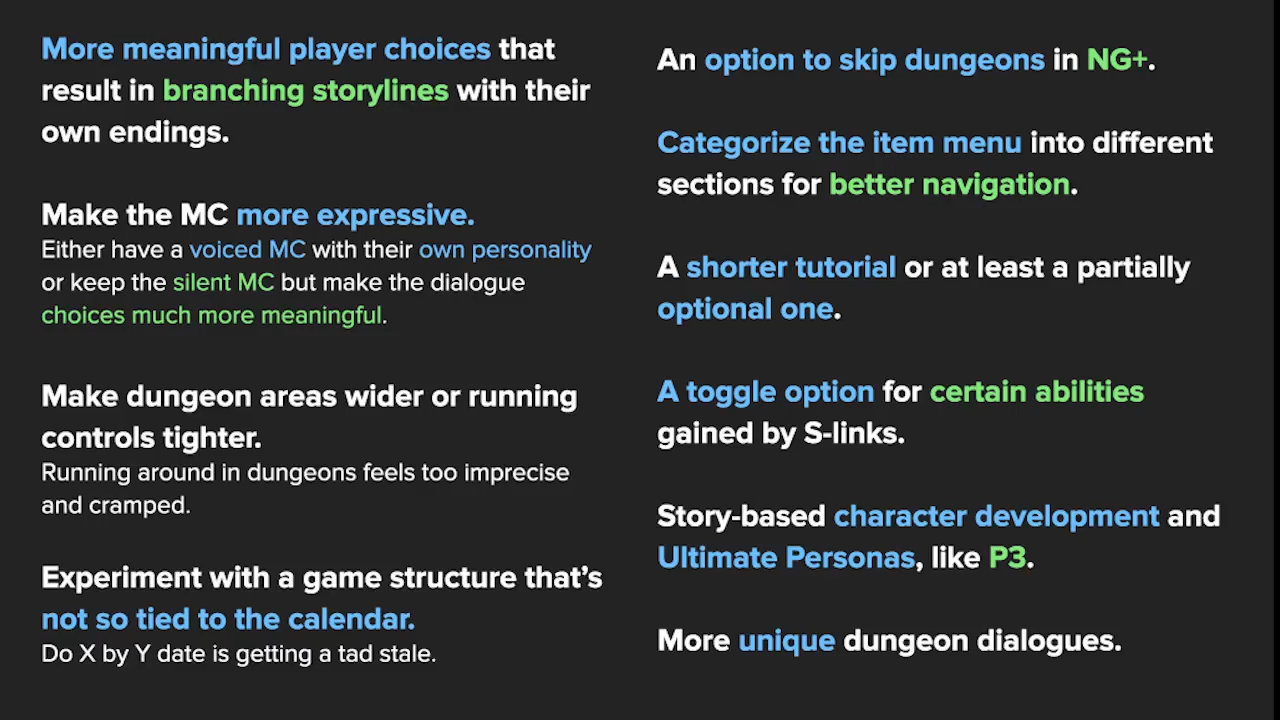 More meaningful player choices that
result in branching storylines with their
own endings.
Make the MC more expressive.
Either have a voiced MC with their own personality
or keep the silent MC but make the dialogue
choices much more meaningful.
Make dungeon areas wider or running
controls tighter.
Running around in dungeons feels too imprecise
and cramped.
Experiment with a game structure that’s
not so tied to the calendar.
Do X by Y date is getting a tad stale.
An option to skip dungeons in NG+.
Categorize the item menu into different
sections for better navigation.
A shorter tutorial or at least a partially
optional one.
A toggle option for certain abilities
gained by S-links.
Story-based character development and
Ultimate Personas, like P3.
More unique dungeon dialogues.